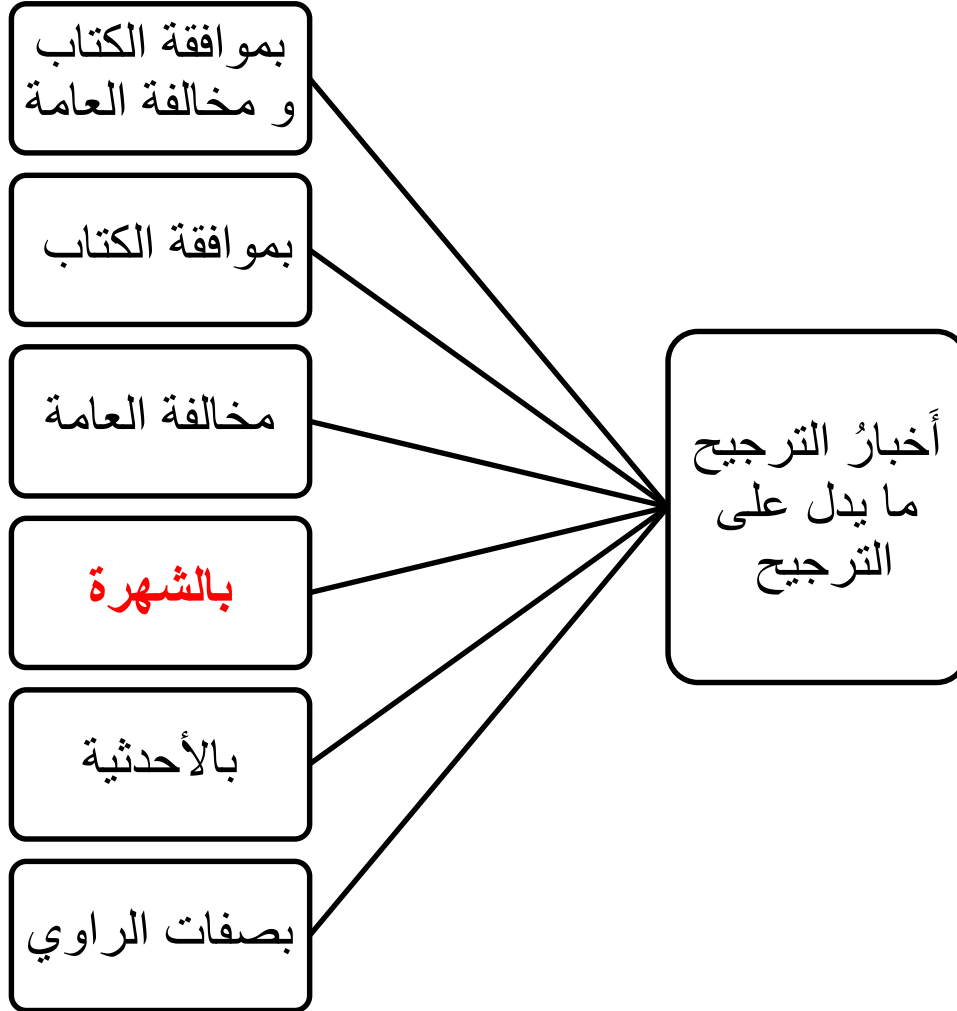 أَخبارُ الترجيح
ما يدل على
الترجيح
بموافقة الكتاب
و مخالفة العامة
بموافقة الكتاب
مخالفة العامة
بالشهرة
بالأحدثية
بصفات الراوي